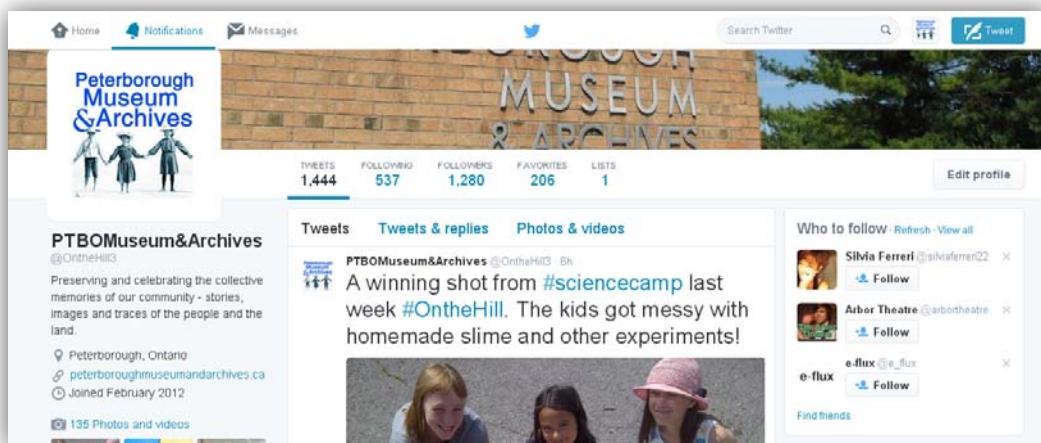 Home
Notifications
Messages
Search Twitter
Tweet
MUSEUM
& ARCHIVES
Peterborough
Museum
&Archives
TWEETS
1,444
FOLLOWING
537
FOLLOWERS
1,280
FAVORITES
206
LISTS
1
Edit profile
PTBOMuseum&Archives
@OntheHill3
Preserving and celebrating the collective
memories of our community - stories,
images and traces of the people and the
land.
Peterborough, Ontario
peterboroughmuseumandarchives.ca
Joined February 2012
135 Photos and videos
Tweets
Tweets & replies
Photos & videos
PTBOMuseum&Archives @OntheHill3 · 6h
A winning shot from #sciencecamp last
week #OntheHill. The kids got messy with
homemade slime and other experiments!
Who to follow · Refresh · View all
Silvia Ferreri @silviaferreri22
Follow
Arbor Theatre @arbortheatre
Follow
e-flux
e-flux @e_flux
Follow
Find friends